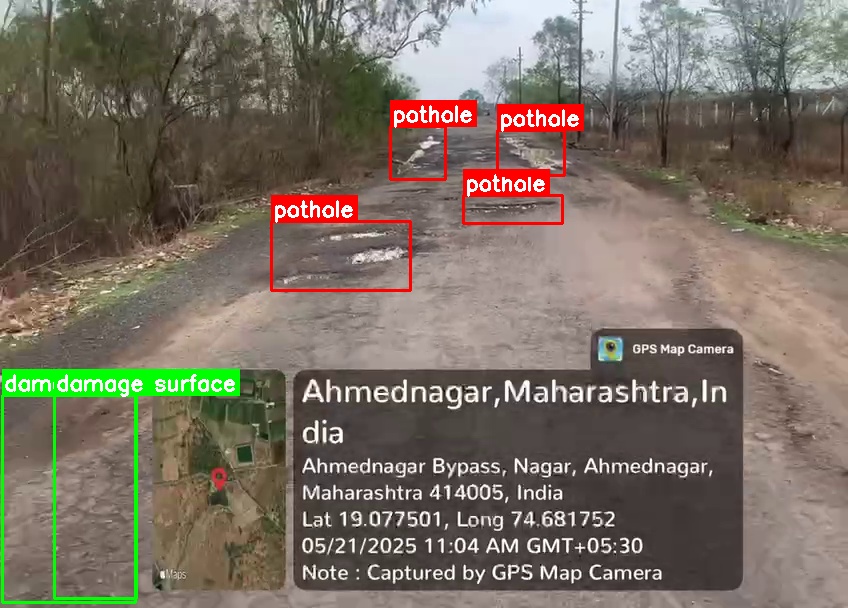 pothole
pothole
pothole
pothole
GPS Map Camera
dam
damage surface
Ahmednagar,Maharashtra,In
dia
Ahmednagar Bypass, Nagar, Ahmednagar,
Maharashtra 414005, India
Lat 19.077501, Long 74.681752
05/21/2025 11:04 AM GMT+05:30
Note : Captured by GPS Map Camera
Maps